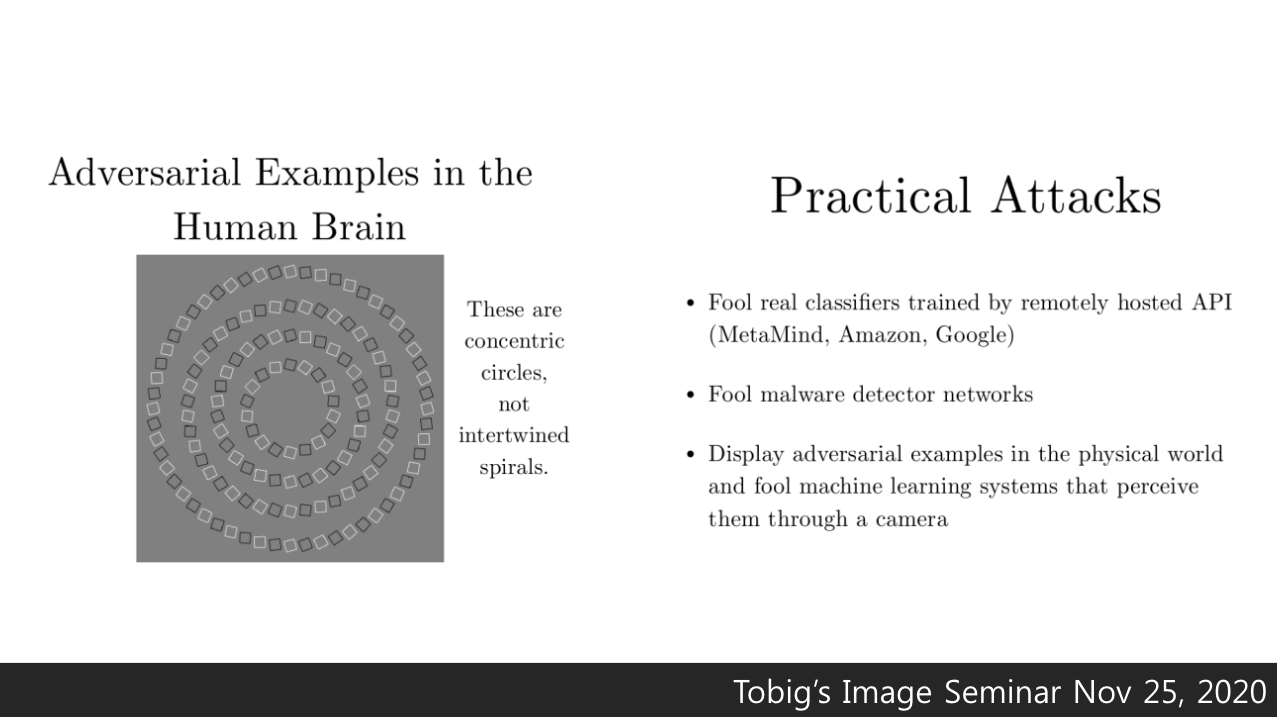 Adversarial Examples in the
Human Brain
These are
concentric
circles,
not
intertwined
spirals.
Practical Attacks
• Fool real classifiers trained by remotely hosted API
(MetaMind, Amazon, Google)
• Fool malware detector networks
• Display adversarial examples in the physical world
and fool machine learning systems that perceive
them through a camera
Tobig’s Image Seminar Nov 25, 2020